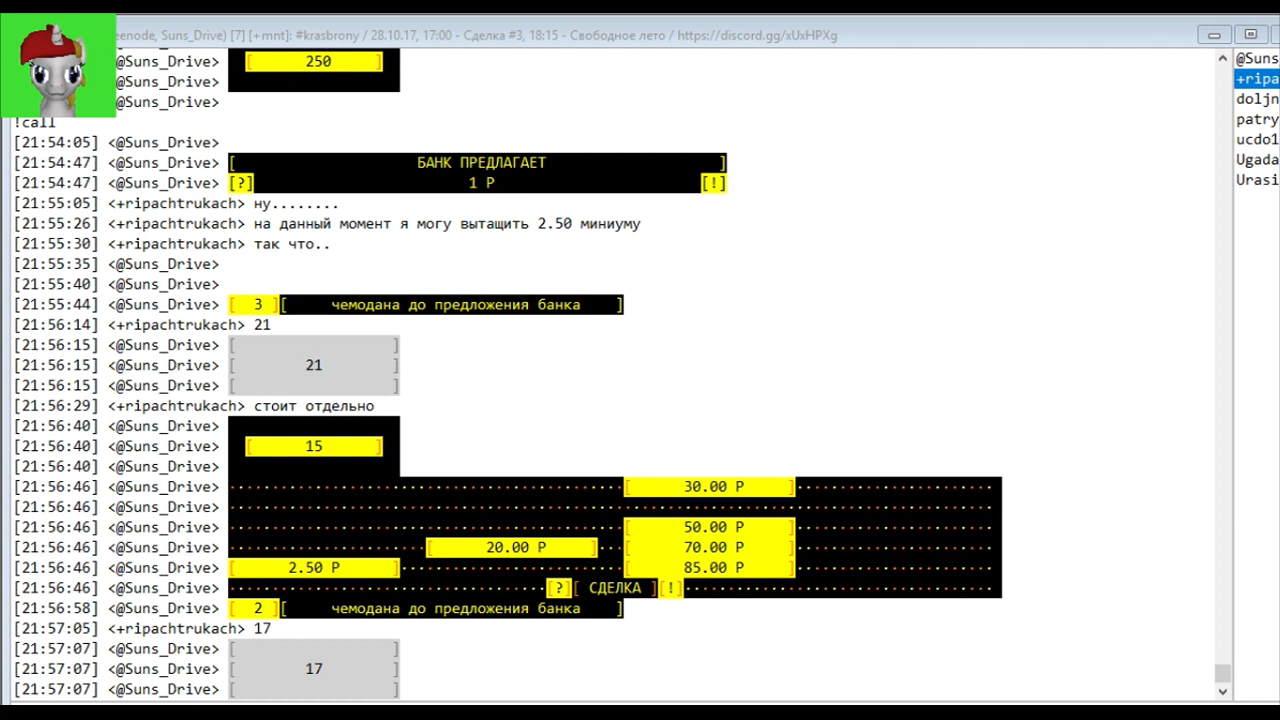 eenode, Suns_Drive) [7] [+mnt]: #krasbrony / 28.10.17, 17:00 - Сделка #3, 18:15 - Свободное лето / https://discord.gg/xUxHPXg
@Suns_Drive> [ 250 ]
@Suns_Drive>
@Suns_Drive>
!call
[21:54:05] <@Suns_Drive>
[21:54:47] <@Suns_Drive> [ БАНК ПРЕДЛАГАЕТ ]
[21:54:47] <@Suns_Drive> [?] 1 Р [!]
[21:55:05] <+ripachtrukach> ну........
[21:55:26] <+ripachtrukach> на данный момент я могу вытащить 2.50 миниуму
[21:55:30] <+ripachtrukach> так что..
[21:55:35] <@Suns_Drive>
[21:55:40] <@Suns_Drive>
[21:55:44] <@Suns_Drive> [ 3 ][ чемодана до предложения банка ]
[21:56:14] <+ripachtrukach> 21
[21:56:15] <@Suns_Drive> [ ]
[21:56:15] <@Suns_Drive> [ 21 ]
[21:56:15] <@Suns_Drive> [ ]
[21:56:29] <+ripachtrukach> стоит отдельно
[21:56:40] <@Suns_Drive>
[21:56:40] <@Suns_Drive> [ 15 ]
[21:56:40] <@Suns_Drive>
[21:56:46] <@Suns_Drive> [ 30.00 Р ]
[21:56:46] <@Suns_Drive>
[21:56:46] <@Suns_Drive> [ 50.00 Р ]
[21:56:46] <@Suns_Drive> [ 20.00 Р ] [ 70.00 Р ]
[21:56:46] <@Suns_Drive> [ 2.50 Р ] [ 85.00 Р ]
[21:56:46] <@Suns_Drive> [?][ СДЕЛКА ][!]
[21:56:58] <@Suns_Drive> [ 2 ][ чемодана до предложения банка ]
[21:57:05] <+ripachtrukach> 17
[21:57:07] <@Suns_Drive> [ ]
[21:57:07] <@Suns_Drive> [ 17 ]
[21:57:07] <@Suns_Drive> [ ]
@Suns
+ripa
doljn
patry
ucdo1
Ugada
Urasi